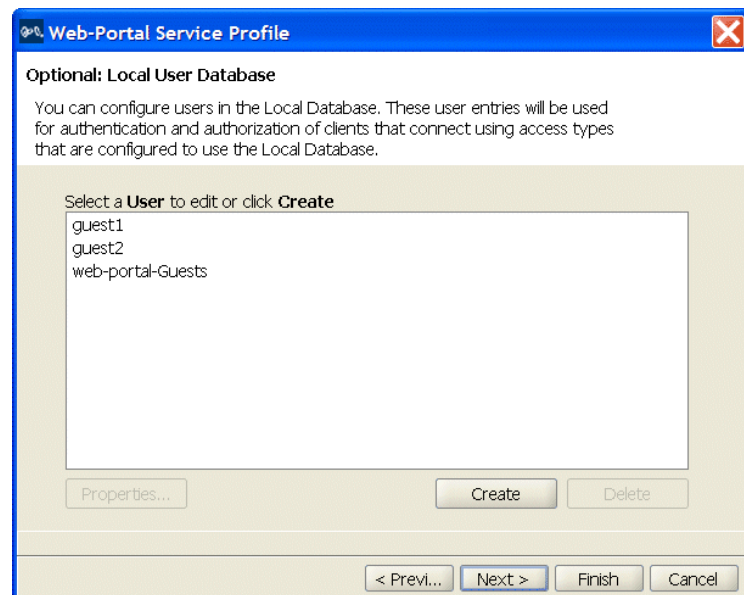 Web-Portal Service Profile
Optional: Local User Database
You can configure users in the Local Database. These user entries will be used
for authentication and authorization of clients that connect using access types
that are configured to use the Local Database.
Select a User to edit or click Create
guest1
guest2
web-portal-Guests
Properties...
Create
Delete
< Previ...
Next >
Finish
Cancel